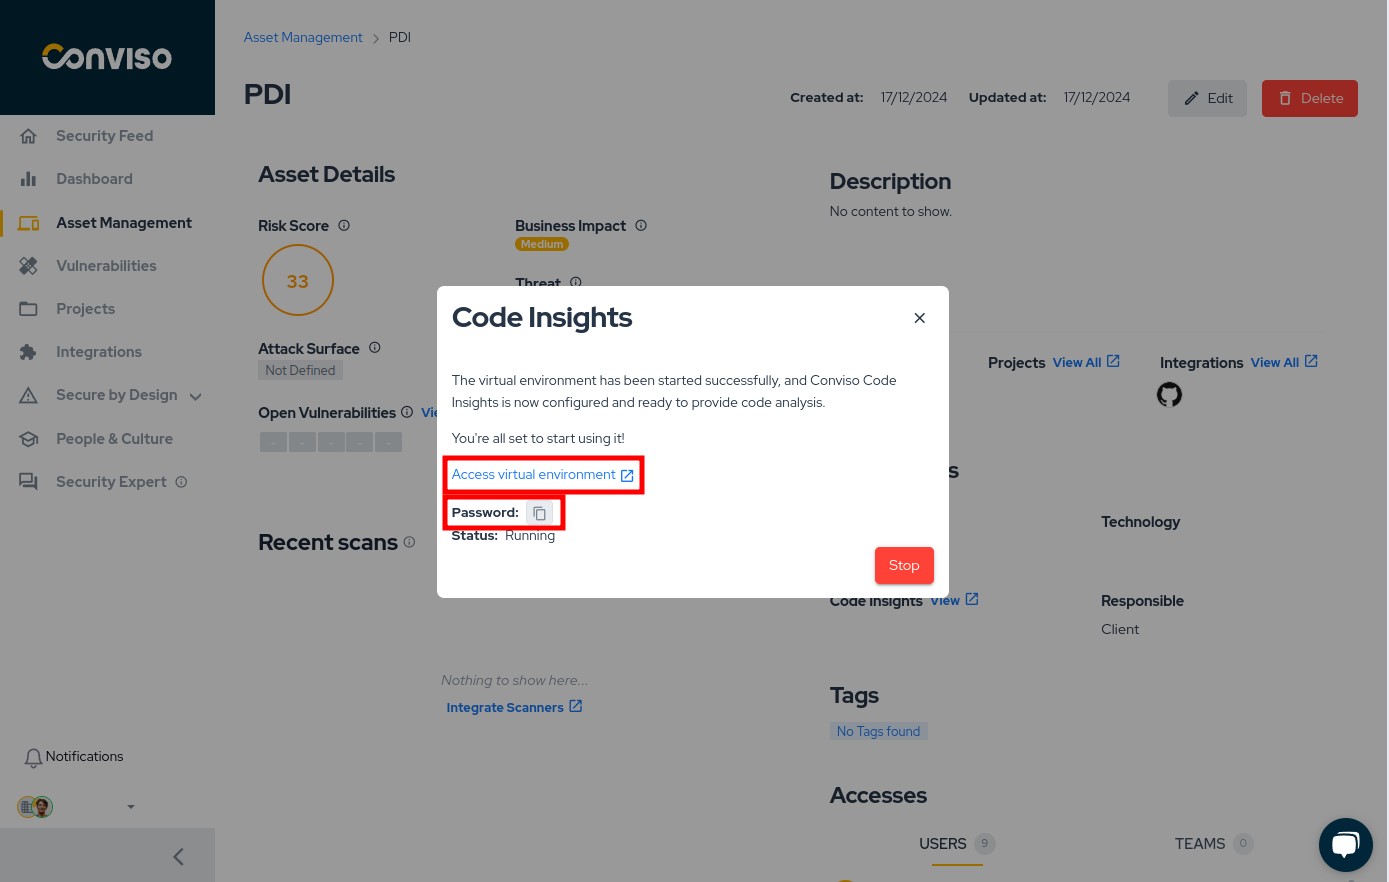 Conviso
Security Feed
Dashboard
Asset Management
Vulnerabilities
Projects
Integrations
Secure by Design
People & Culture
Security Expert
Notifications
Asset Management > PDI
PDI
Created at: 17/12/2024 Updated at: 17/12/2024
Edit
Delete
Asset Details
Risk Score
33
Business Impact
Medium
Threat
Attack Surface
Not Defined
Open Vulnerabilities
- - - - -
Recent scans
Nothing to show here...
Integrate Scanners
Description
No content to show.
Projects View All
Integrations View All
Technology
Code Insights View
Responsible
Client
Tags
No Tags found
Accesses
USERS 9
TEAMS 0
Code Insights
The virtual environment has been started successfully, and Conviso Code
Insights is now configured and ready to provide code analysis.
You're all set to start using it!
Access virtual environment
Password:
Status: Running
Stop